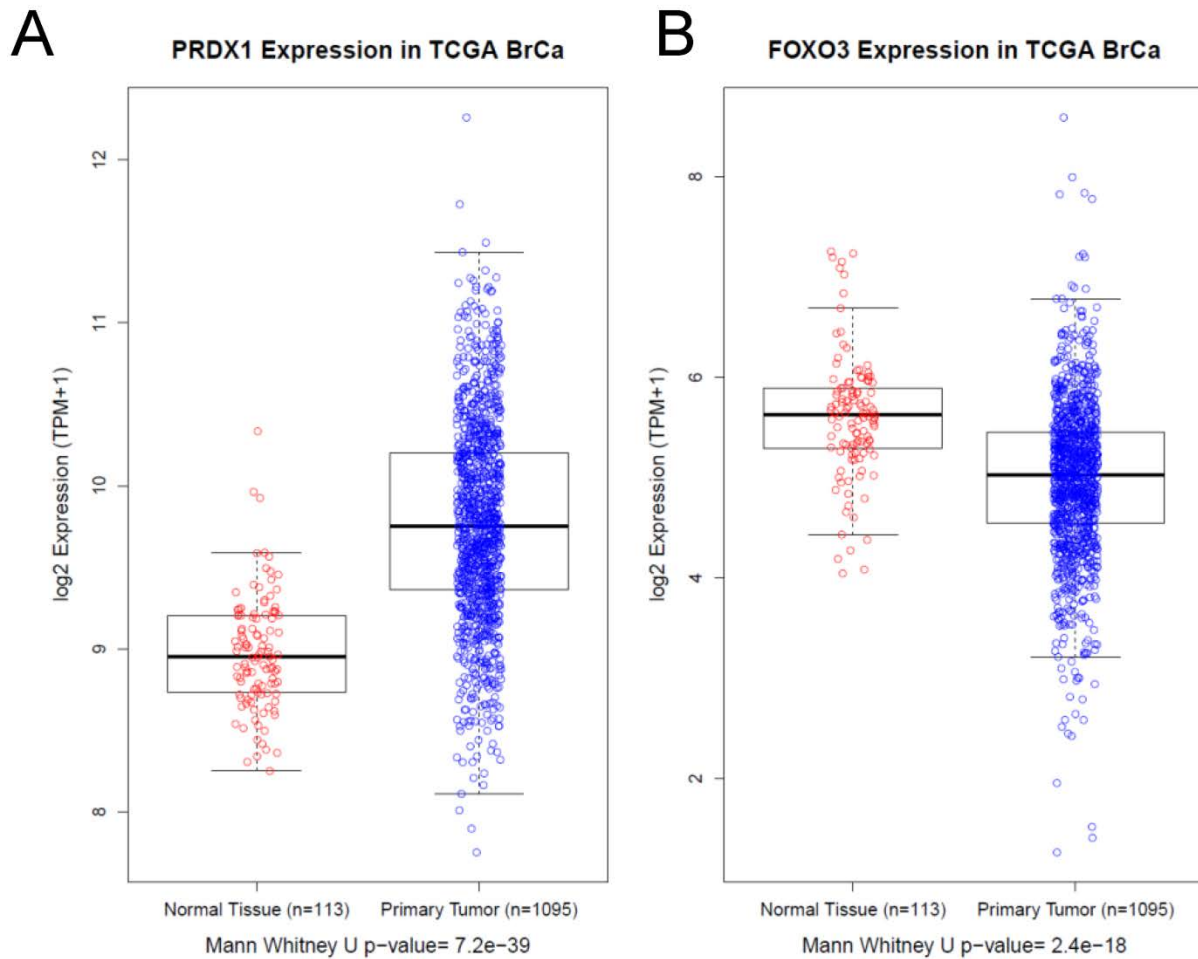 A
PRDX1 Expression in TCGA BrCa
log2 Expression (TPM+1)
12
11
10
9
8
Normal Tissue (n=113)
Primary Tumor (n=1095)
Mann Whitney U p-value= 7.2e-39
B
FOXO3 Expression in TCGA BrCa
log2 Expression (TPM+1)
8
6
4
2
Normal Tissue (n=113)
Primary Tumor (n=1095)
Mann Whitney U p-value= 2.4e-18